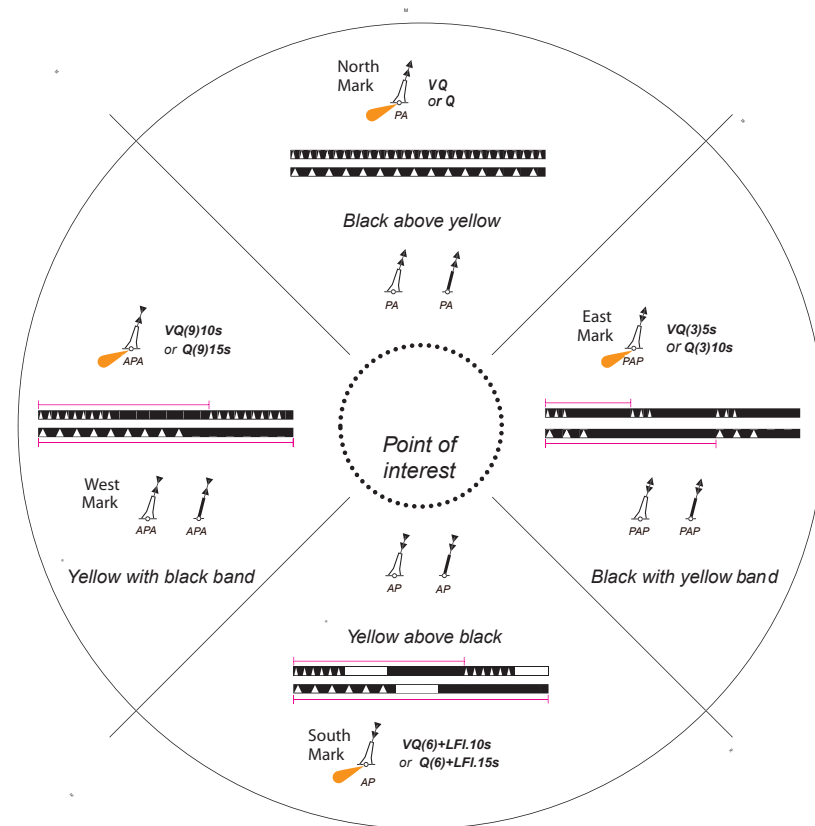 North
Mark
VQ
or Q
PA
Black above yellow
PA PA
VQ(9)10s
or Q(9)15s
APA
East
Mark
VQ(3)5s
or Q(3)10s
PAP
Point of
interest
West
Mark
APA APA
Yellow with black band
PAP PAP
Black with yellow band
AP AP
Yellow above black
South
Mark
VQ(6)+LFl.10s
or Q(6)+LFl.15s
AP